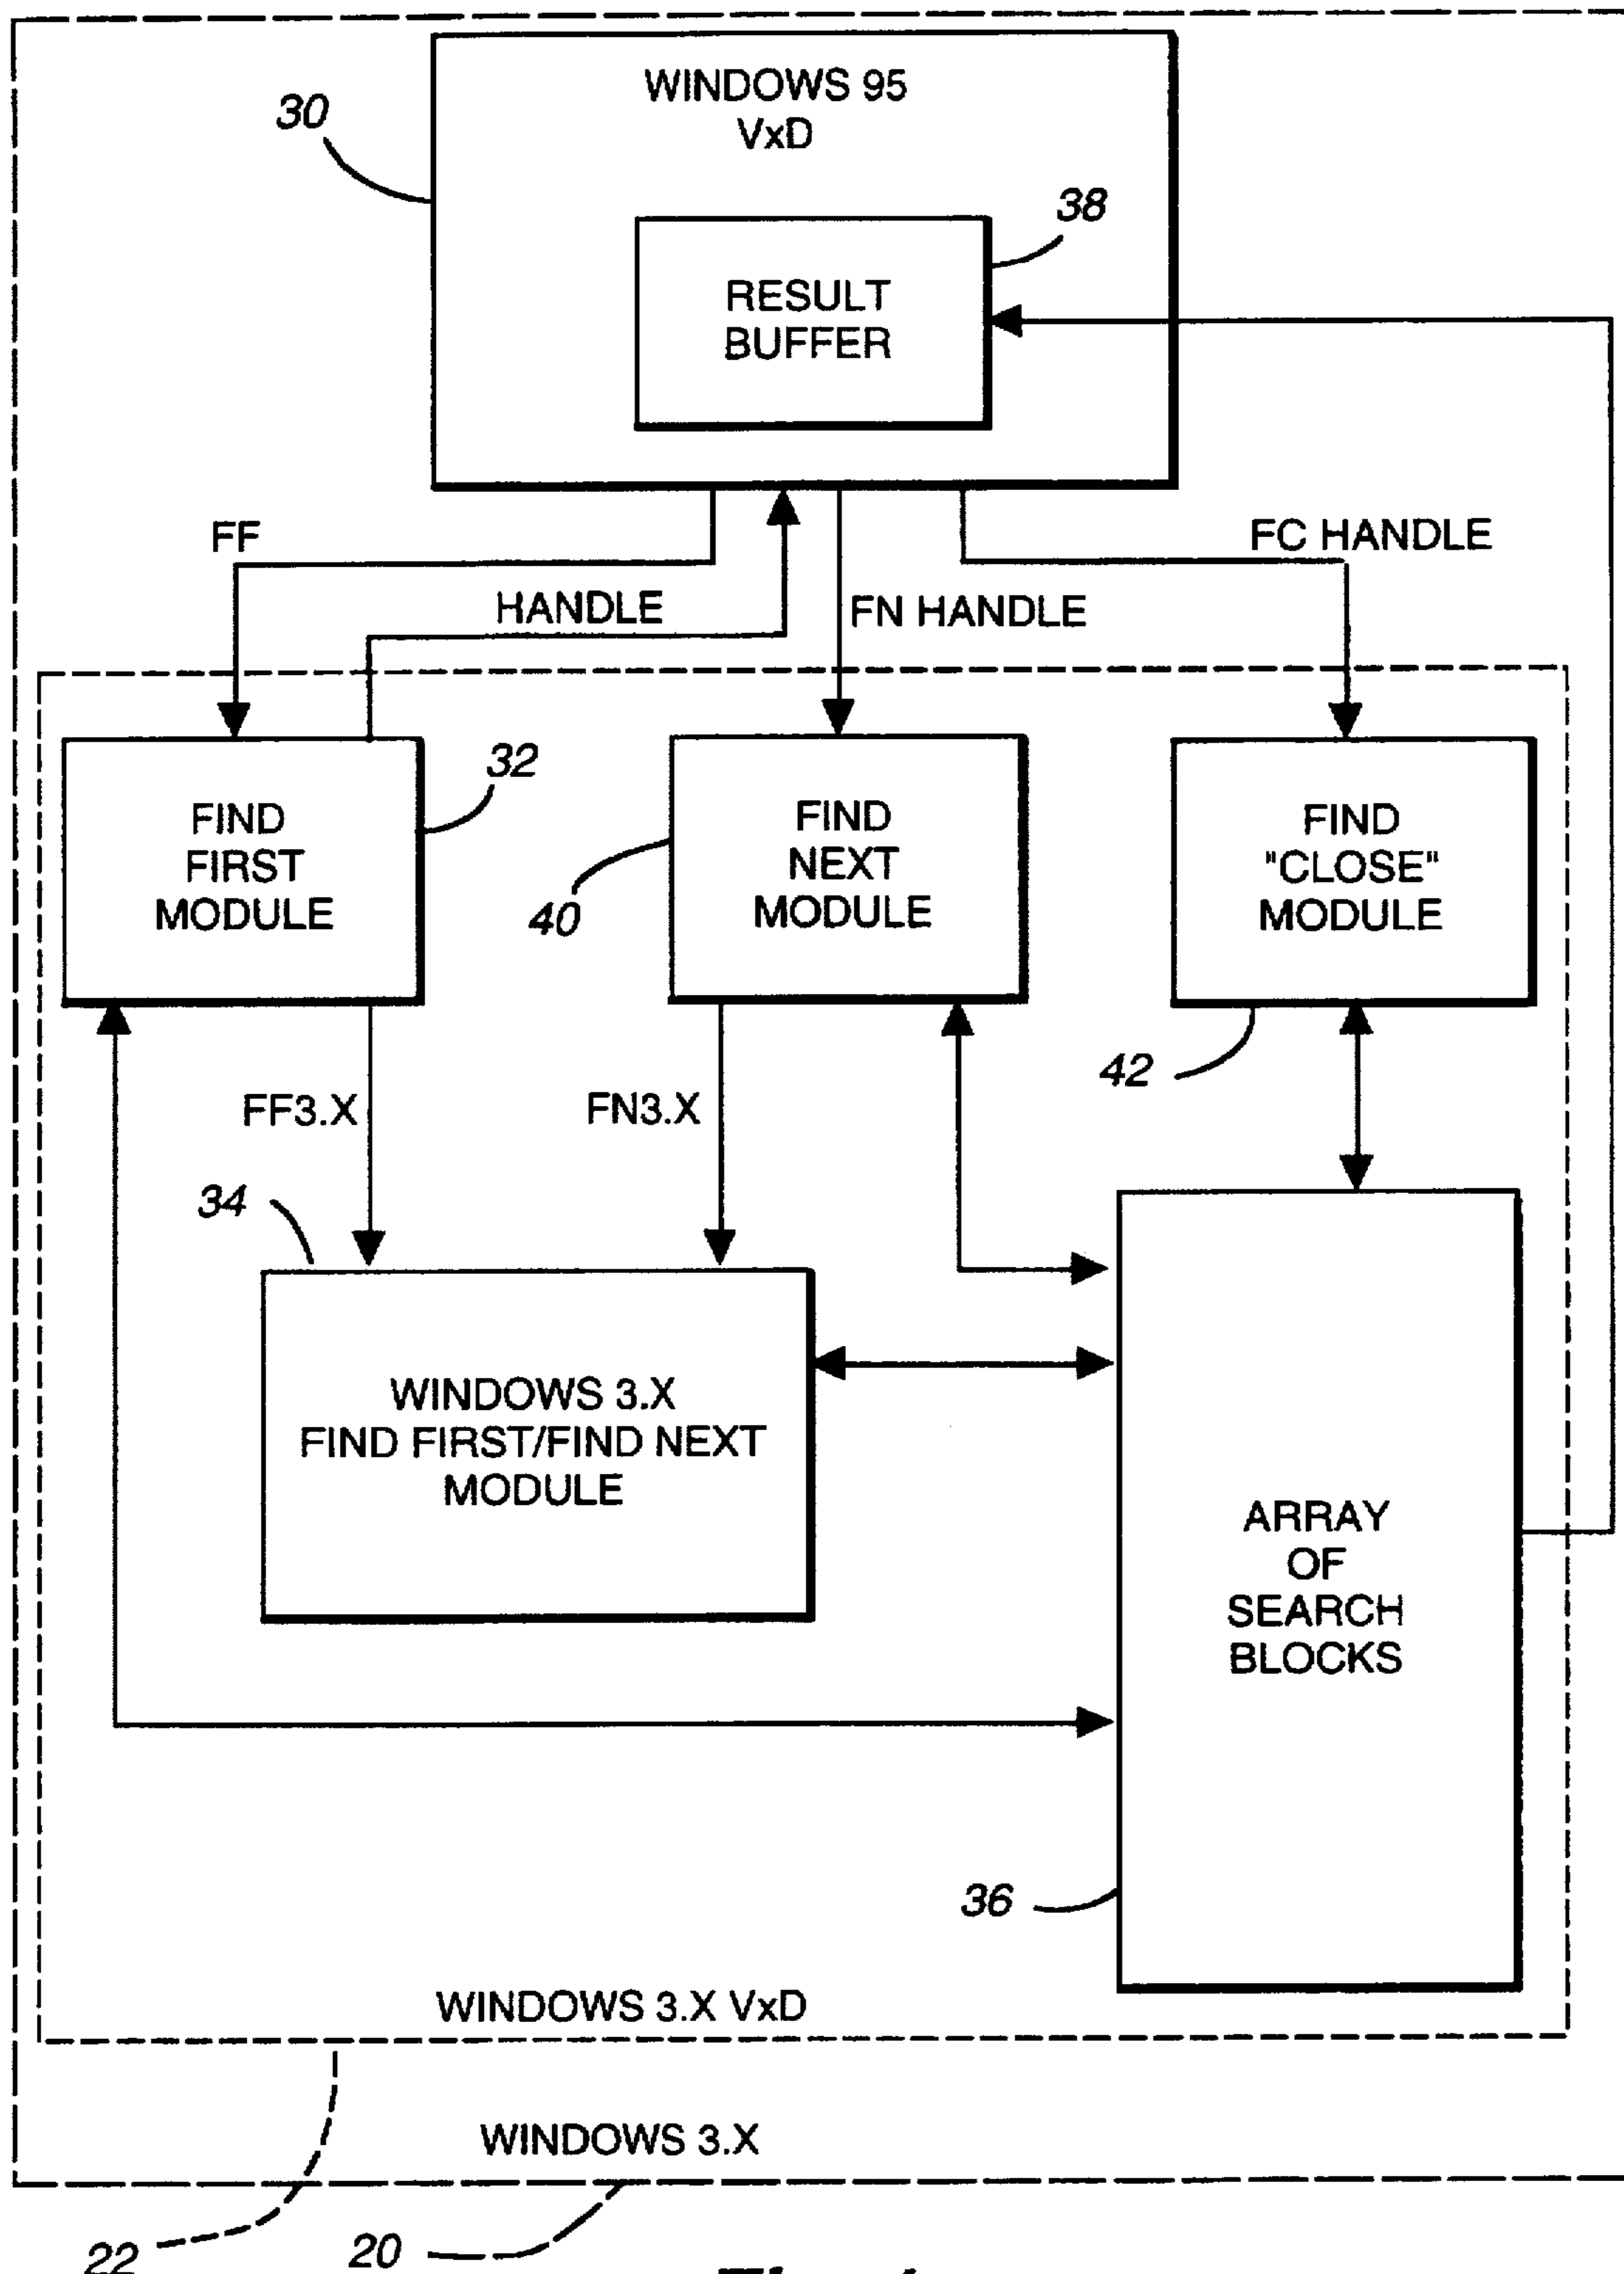 WINDOWS 95
VxD
30
38
RESULT
BUFFER
FF
FC HANDLE
HANDLE
FN HANDLE
32
FIND
FIRST
MODULE
40
FIND
NEXT
MODULE
FIND
"CLOSE"
MODULE
42
FF3.X
FN3.X
34
WINDOWS 3.X
FIND FIRST/FIND NEXT
MODULE
ARRAY
OF
SEARCH
BLOCKS
36
WINDOWS 3.X VxD
WINDOWS 3.X
22
20